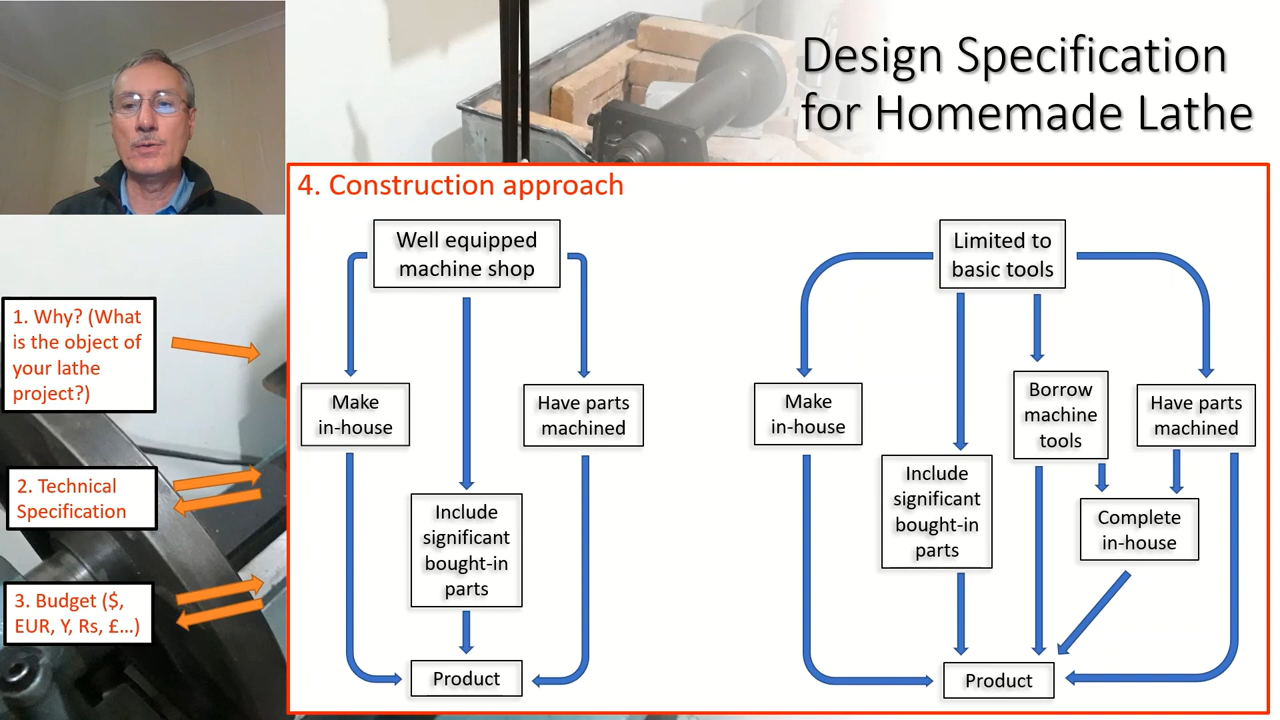 Design Specification
for Homemade Lathe
4. Construction approach
Well equipped
machine shop
Make
in-house
Include
significant
bought-in
parts
Have parts
machined
Product
Limited to
basic tools
Make
in-house
Include
significant
bought-in
parts
Borrow
machine
tools
Have parts
machined
Complete
in-house
Product
1. Why? (What
is the object of
your lathe
project?)
2. Technical
Specification
3. Budget ($,
EUR, Y, Rs, £...)